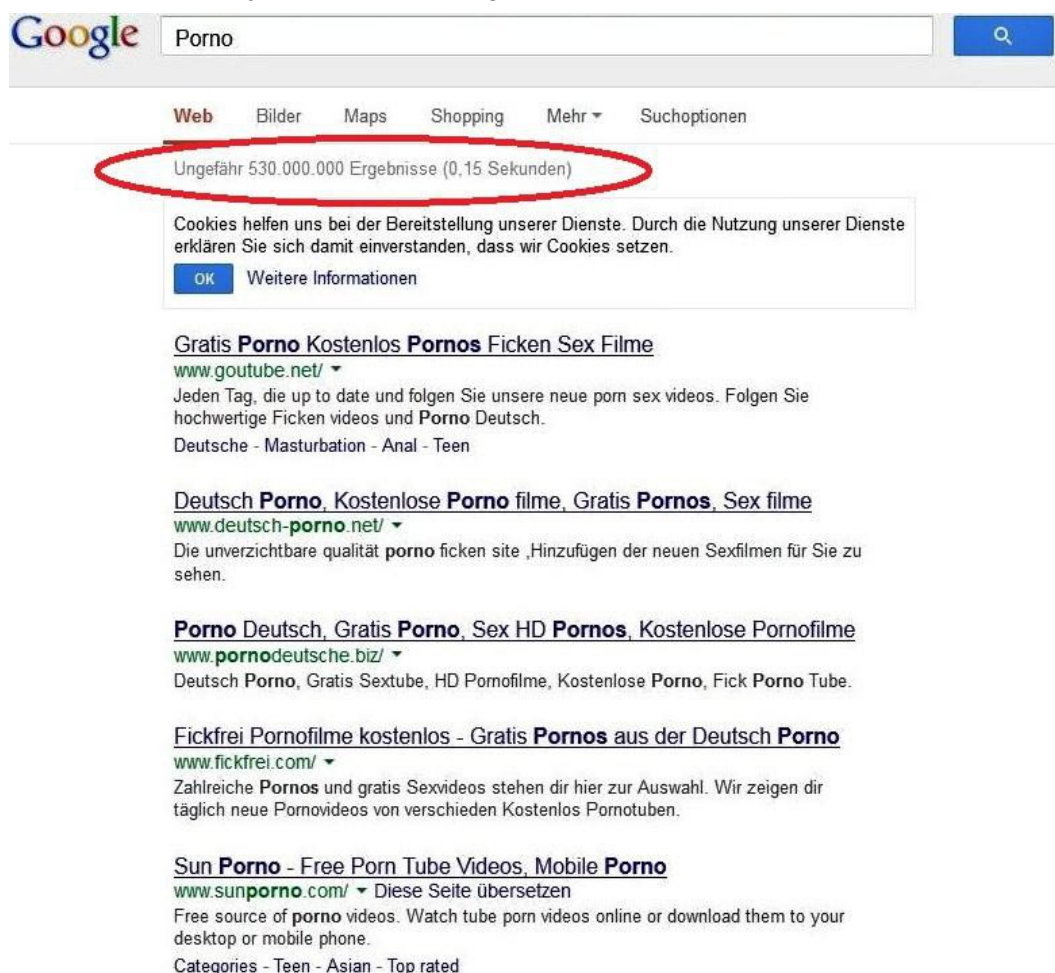 Google Porno
Web Bilder Maps Shopping Mehr Suchoptionen
Ungefähr 530.000.000 Ergebnisse (0,15 Sekunden)
Cookies helfen uns bei der Bereitstellung unserer Dienste. Durch die Nutzung unserer Dienste
erklären Sie sich damit einverstanden, dass wir Cookies setzen.
OK Weitere Informationen
Gratis Porno Kostenlos Pornos Ficken Sex Filme
www.goutube.net/
Jeden Tag, die up to date und folgen Sie unsere neue porn sex videos. Folgen Sie
hochwertige Ficken videos und Porno Deutsch.
Deutsche - Masturbation - Anal - Teen
Deutsch Porno, Kostenlose Porno filme, Gratis Pornos, Sex filme
www.deutsch-porno.net/
Die unverzichtbare qualität porno ficken site ,Hinzufügen der neuen Sexfilmen für Sie zu
sehen.
Porno Deutsch, Gratis Porno, Sex HD Pornos, Kostenlose Pornofilme
www.pornodeutsche.biz/
Deutsch Porno, Gratis Sextube, HD Pornofilme, Kostenlose Porno, Fick Porno Tube.
Fickfrei Pornofilme kostenlos - Gratis Pornos aus der Deutsch Porno
www.fickfrei.com/
Zahlreiche Pornos und gratis Sexvideos stehen dir hier zur Auswahl. Wir zeigen dir
täglich neue Pornovideos von verschieden Kostenlos Pornotuben.
Sun Porno - Free Porn Tube Videos, Mobile Porno
www.sunporno.com/ Diese Seite übersetzen
Free source of porno videos. Watch tube porn videos online or download them to your
desktop or mobile phone.
Categories - Teen - Asian - Top rated